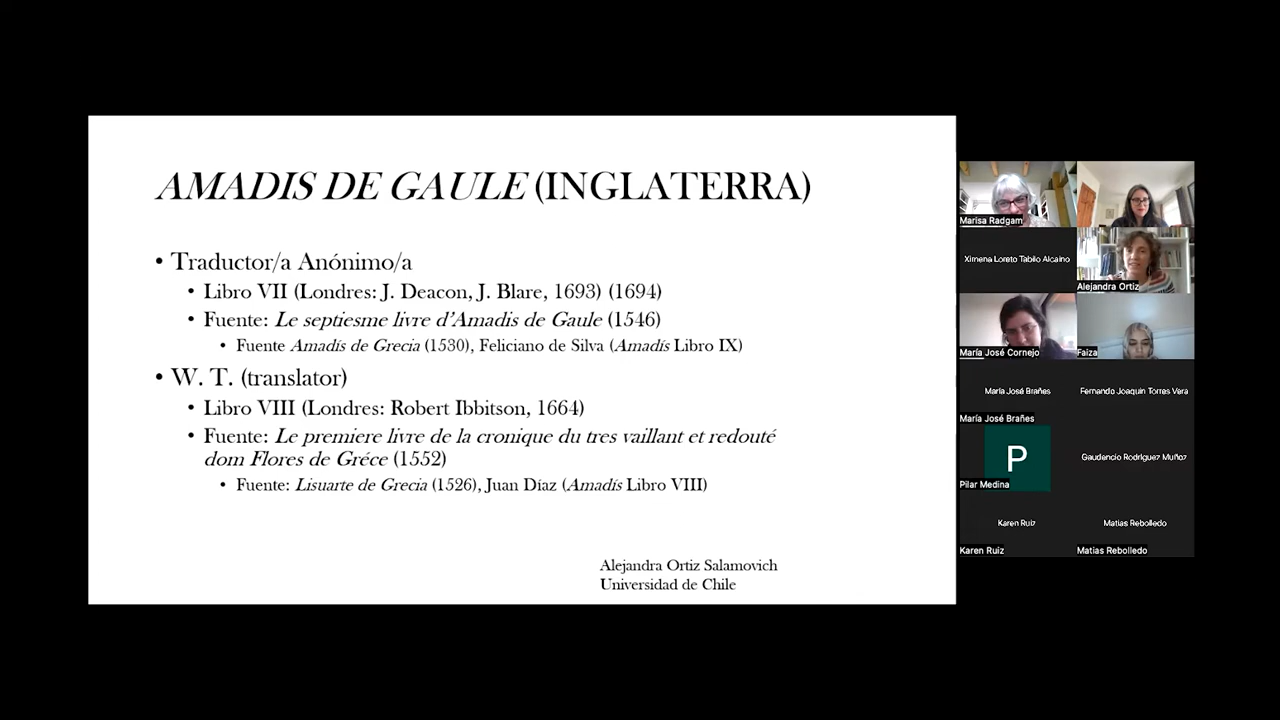 AMADIS DE GAULE (INGLATERRA)
• Traductor/a Anónimo/a
• Libro VII (Londres: J. Deacon, J. Blare, 1693) (1694)
• Fuente: Le septiesme livre d'Amadis de Gaule (1546)
• Fuente Amadís de Grecia (1530), Feliciano de Silva (Amadís Libro IX)
• W. T. (translator)
• Libro VIII (Londres: Robert Ibbitson, 1664)
• Fuente: Le premiere livre de la cronique du tres vaillant et redouté
dom Flores de Gréce (1552)
• Fuente: Lisuarte de Grecia (1526), Juan Díaz (Amadís Libro VIII)
Alejandra Ortiz Salamovich
Universidad de Chile
Marisa Radgam
Ximena Loreto Tabilo Alcaino
Alejandra Ortiz
María José Cornejo
Faiza
María José Brañes
Fernando Joaquin Torres Vera
María José Brañes
P
Gaudencio Rodriguez Muñoz
Pilar Medina
Karen Ruiz
Matias Rebolledo
Karen Ruiz
Matias Rebolledo